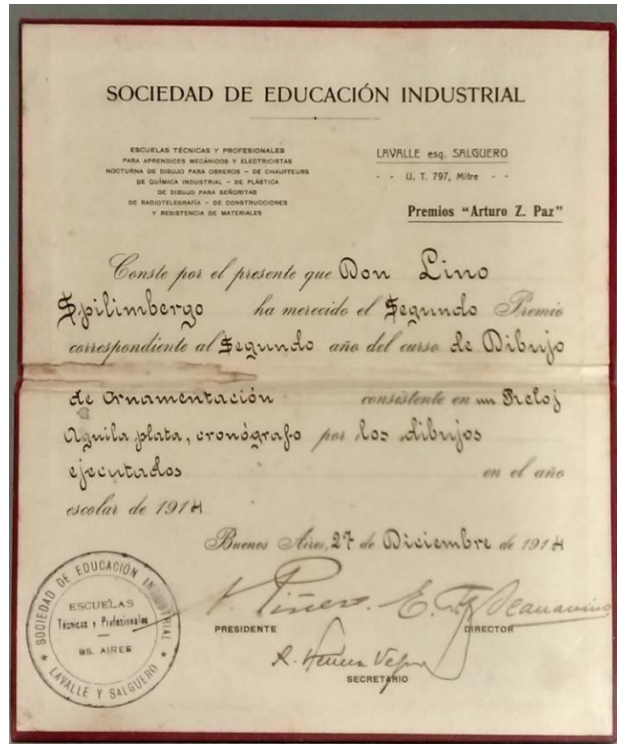 SOCIEDAD DE EDUCACIÓN INDUSTRIAL
ESCUELAS TÉCNICAS Y PROFESIONALES
PARA APRENDICES MECÁNICOS Y ELECTRICISTAS
NOCTURNA DE DIBUJO PARA OBREROS – DE CHAUFFEURS
DE QUÍMICA INDUSTRIAL – DE PLÁSTICA
DE DIBUJO PARA SEÑORITAS
DE RADIOTELEGRAFÍA – DE CONSTRUCCIONES
Y RESISTENCIA DE MATERIALES
LAVALLE esq. SALGUERO
- - U. T. 797, Mitre - -
Premios “Arturo Z. Paz”
Conste por el presente que Don Lino
Spilimbergo ha merecido el Segundo Premio
correspondiente al Segundo año del curso de Dibujo
de Ornamentación consistente en un Reloj
Aguila plata, cronógrafo por los dibujos
ejecutados en el año
escolar de 1914
Buenos Aires, 27 de Diciembre de 1914
SOCIEDAD DE EDUCACIÓN INDUSTRIAL
ESCUELAS
Técnicas y Profesionales
BS. AIRES
LAVALLE Y SALGUERO
Piñero
PRESIDENTE
DIRECTOR
SECRETARIO